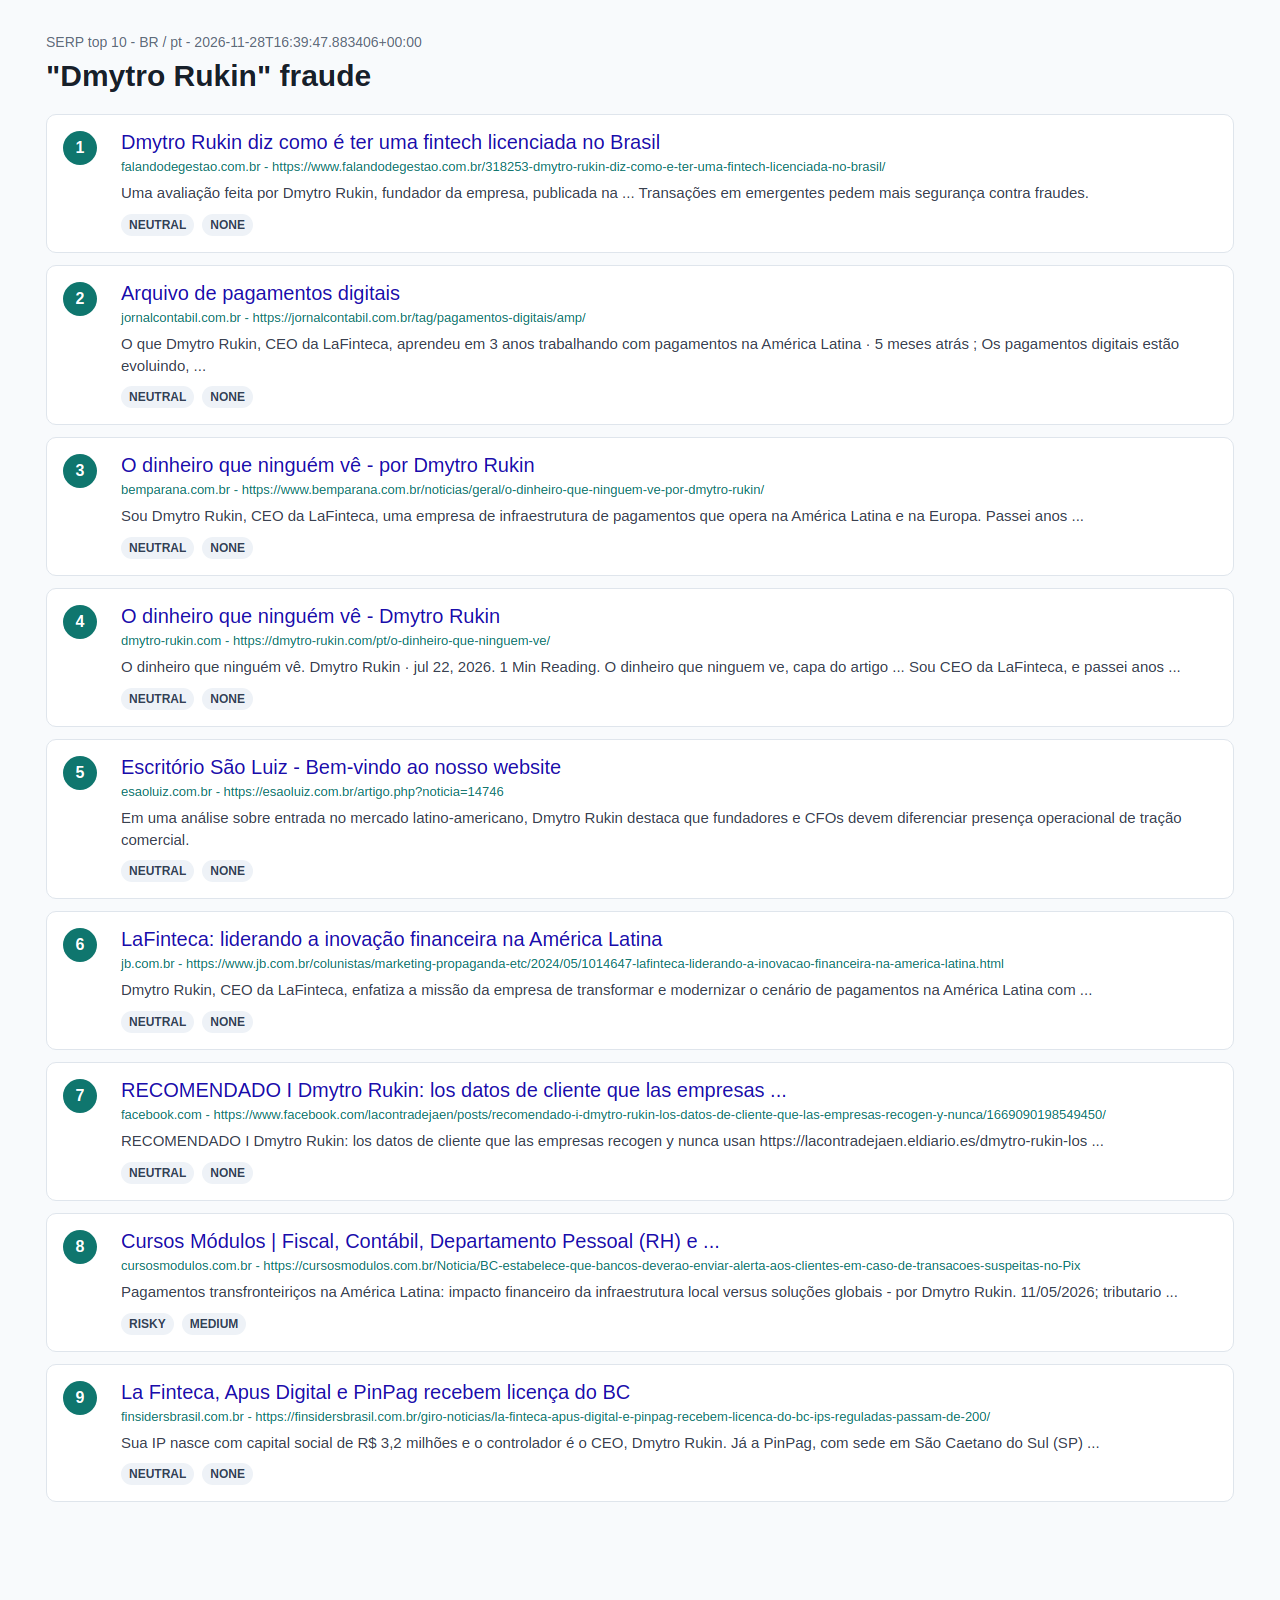 SERP top 10 - BR / pt - 2026-11-28T16:39:47.883406+00:00
"Dmytro Rukin" fraude
1
Dmytro Rukin diz como é ter uma fintech licenciada no Brasil
falandodegestao.com.br - https://www.falandodegestao.com.br/318253-dmytro-rukin-diz-como-e-ter-uma-fintech-licenciada-no-brasil/
Uma avaliação feita por Dmytro Rukin, fundador da empresa, publicada na ... Transações em emergentes pedem mais segurança contra fraudes.
NEUTRAL NONE
2
Arquivo de pagamentos digitais
jornalcontabil.com.br - https://jornalcontabil.com.br/tag/pagamentos-digitais/amp/
O que Dmytro Rukin, CEO da LaFinteca, aprendeu em 3 anos trabalhando com pagamentos na América Latina · 5 meses atrás ; Os pagamentos digitais estão
evoluindo, ...
NEUTRAL NONE
3
O dinheiro que ninguém vê - por Dmytro Rukin
bemparana.com.br - https://www.bemparana.com.br/noticias/geral/o-dinheiro-que-ninguem-ve-por-dmytro-rukin/
Sou Dmytro Rukin, CEO da LaFinteca, uma empresa de infraestrutura de pagamentos que opera na América Latina e na Europa. Passei anos ...
NEUTRAL NONE
4
O dinheiro que ninguém vê - Dmytro Rukin
dmytro-rukin.com - https://dmytro-rukin.com/pt/o-dinheiro-que-ninguem-ve/
O dinheiro que ninguém vê. Dmytro Rukin · jul 22, 2026. 1 Min Reading. O dinheiro que ninguem ve, capa do artigo ... Sou CEO da LaFinteca, e passei anos ...
NEUTRAL NONE
5
Escritório São Luiz - Bem-vindo ao nosso website
esaoluiz.com.br - https://esaoluiz.com.br/artigo.php?noticia=14746
Em uma análise sobre entrada no mercado latino-americano, Dmytro Rukin destaca que fundadores e CFOs devem diferenciar presença operacional de tração
comercial.
NEUTRAL NONE
6
LaFinteca: liderando a inovação financeira na América Latina
jb.com.br - https://www.jb.com.br/colunistas/marketing-propaganda-etc/2024/05/1014647-lafinteca-liderando-a-inovacao-financeira-na-america-latina.html
Dmytro Rukin, CEO da LaFinteca, enfatiza a missão da empresa de transformar e modernizar o cenário de pagamentos na América Latina com ...
NEUTRAL NONE
7
RECOMENDADO I Dmytro Rukin: los datos de cliente que las empresas ...
facebook.com - https://www.facebook.com/lacontradejaen/posts/recomendado-i-dmytro-rukin-los-datos-de-cliente-que-las-empresas-recogen-y-nunca/1669090198549450/
RECOMENDADO I Dmytro Rukin: los datos de cliente que las empresas recogen y nunca usan https://lacontradejaen.eldiario.es/dmytro-rukin-los ...
NEUTRAL NONE
8
Cursos Módulos | Fiscal, Contábil, Departamento Pessoal (RH) e ...
cursosmodulos.com.br - https://cursosmodulos.com.br/Noticia/BC-estabelece-que-bancos-deverao-enviar-alerta-aos-clientes-em-caso-de-transacoes-suspeitas-no-Pix
Pagamentos transfronteiriços na América Latina: impacto financeiro da infraestrutura local versus soluções globais - por Dmytro Rukin. 11/05/2026; tributario ...
RISKY MEDIUM
9
La Finteca, Apus Digital e PinPag recebem licença do BC
finsidersbrasil.com.br - https://finsidersbrasil.com.br/giro-noticias/la-finteca-apus-digital-e-pinpag-recebem-licenca-do-bc-ips-reguladas-passam-de-200/
Sua IP nasce com capital social de R$ 3,2 milhões e o controlador é o CEO, Dmytro Rukin. Já a PinPag, com sede em São Caetano do Sul (SP) ...
NEUTRAL NONE